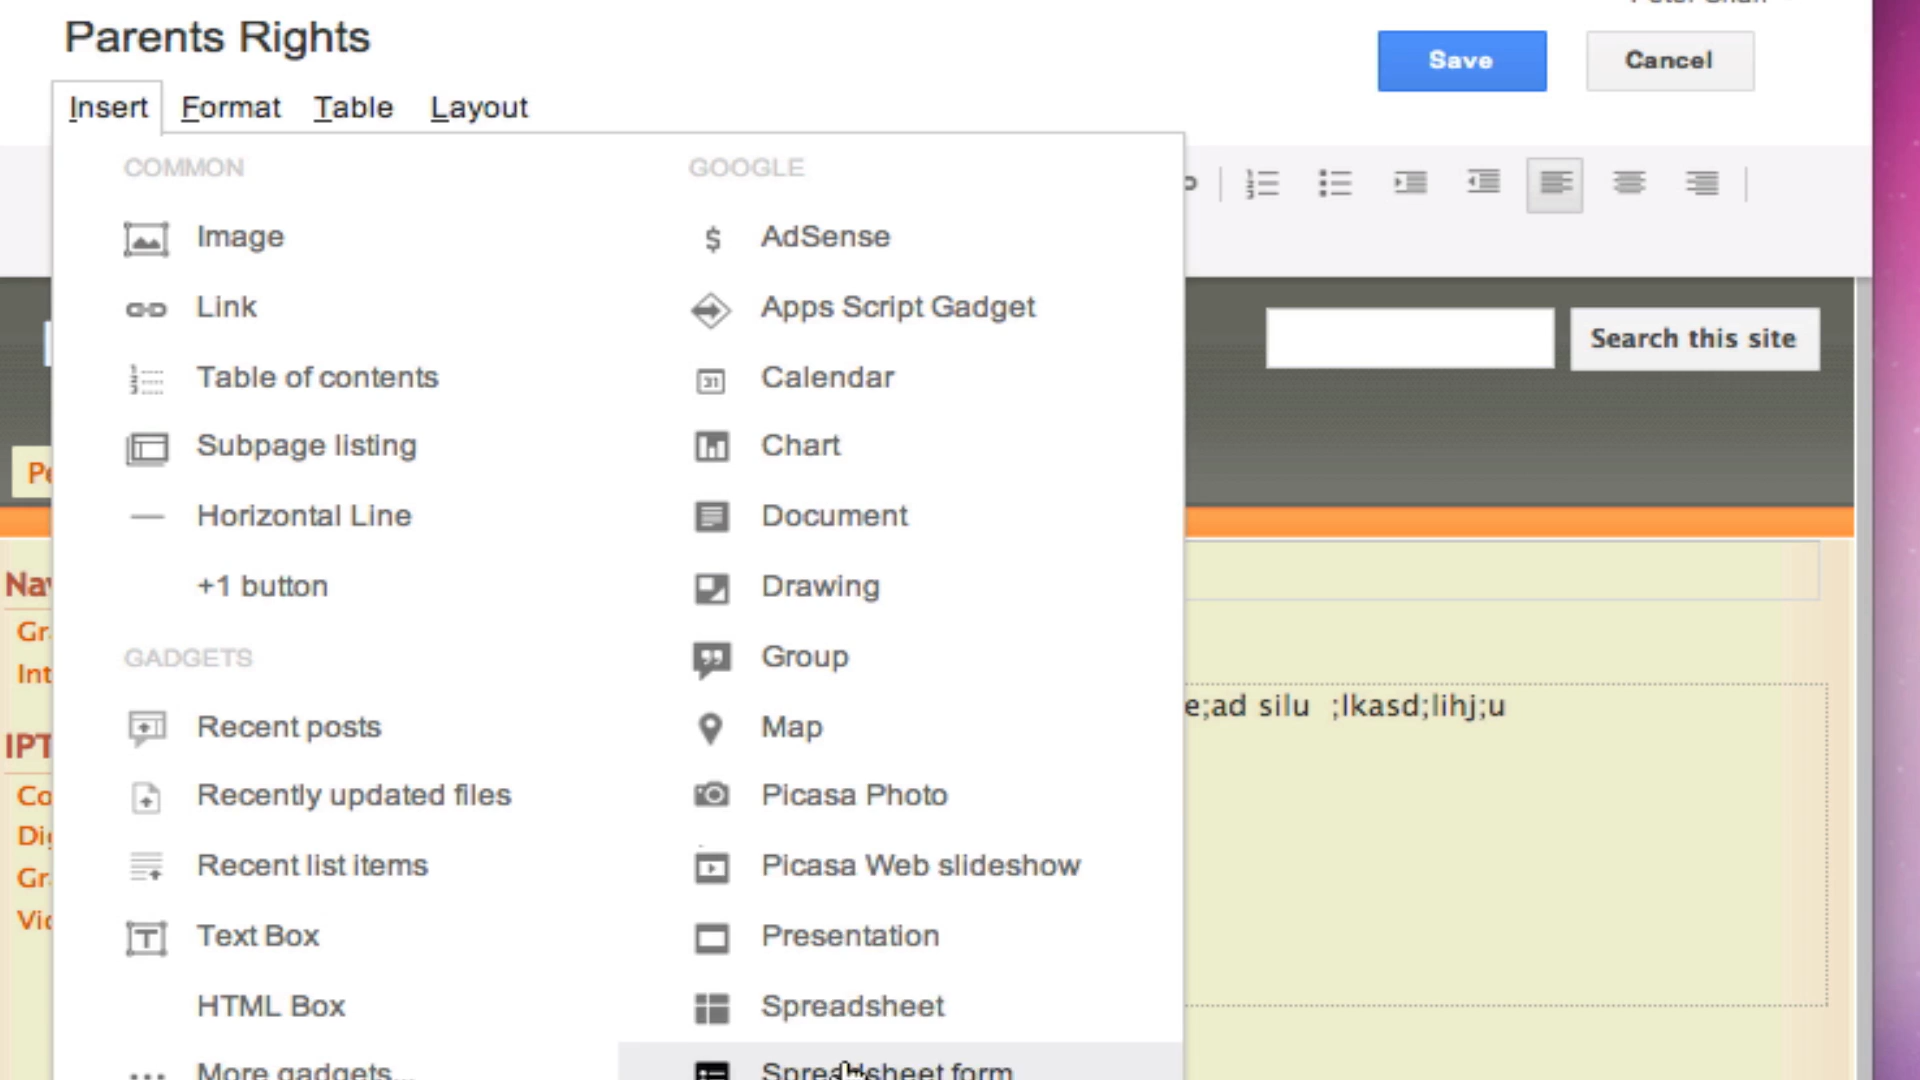 Parents Rights
Save
Cancel
Insert Format Table Layout
COMMON
Image
Link
Table of contents
Subpage listing
Horizontal Line
+1 button
GADGETS
Recent posts
Recently updated files
Recent list items
Text Box
HTML Box
More gadgets...
GOOGLE
$ AdSense
Apps Script Gadget
31 Calendar
Chart
Document
Drawing
Group
Map
Picasa Photo
Picasa Web slideshow
Presentation
Spreadsheet
Spreadsheet form
Search this site
e;ad silu ;lkasd;lihj;u